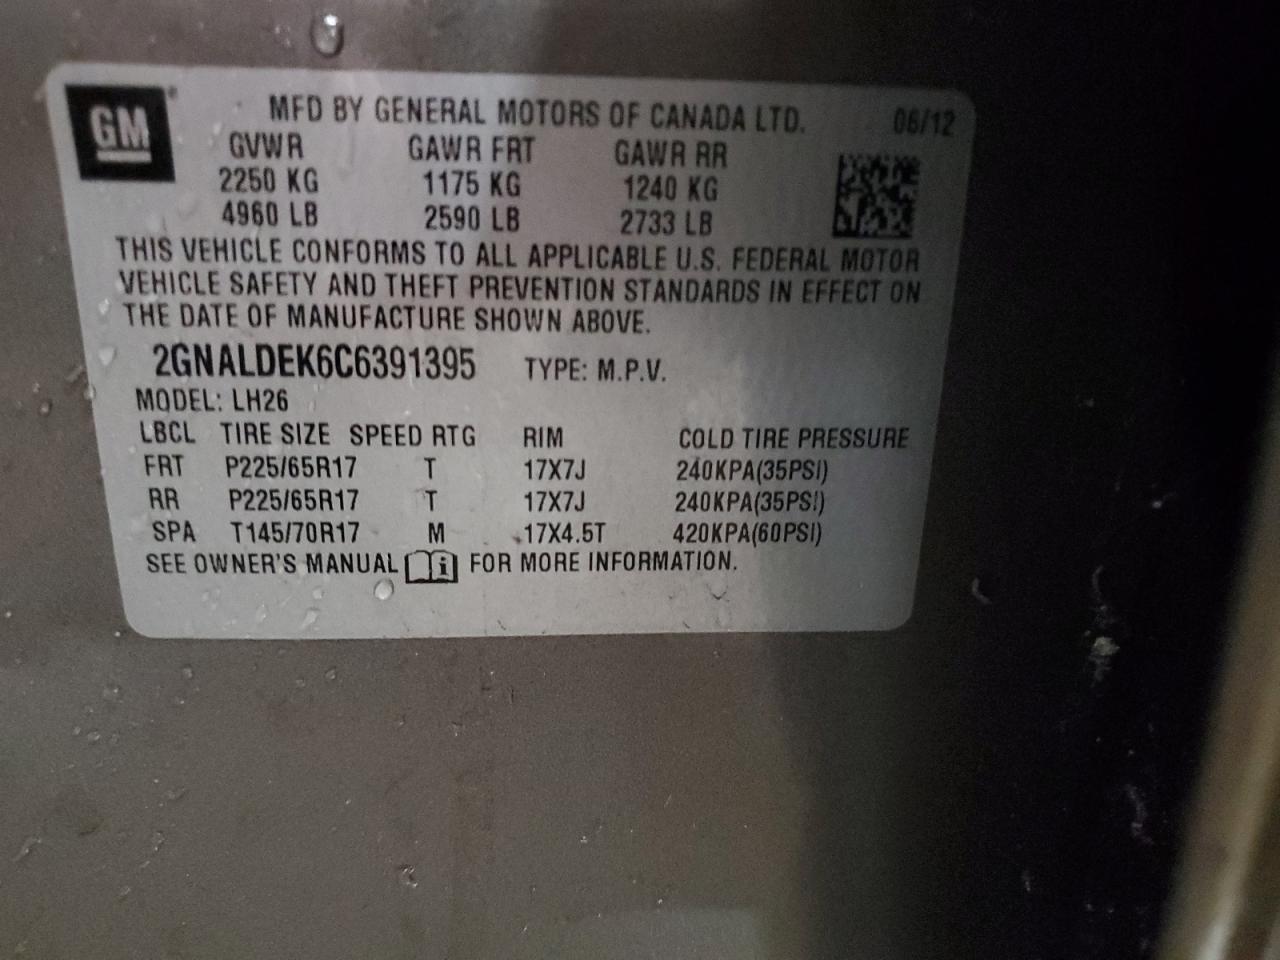 GM®
MFD BY GENERAL MOTORS OF CANADA LTD. 06/12
GVWR GAWR FRT GAWR RR
2250 KG 1175 KG 1240 KG
4960 LB 2590 LB 2733 LB
THIS VEHICLE CONFORMS TO ALL APPLICABLE U.S. FEDERAL MOTOR
VEHICLE SAFETY AND THEFT PREVENTION STANDARDS IN EFFECT ON
THE DATE OF MANUFACTURE SHOWN ABOVE.
2GNALDEK6C6391395 TYPE: M.P.V.
MODEL: LH26
LBCL TIRE SIZE SPEED RTG RIM COLD TIRE PRESSURE
FRT P225/65R17 T 17X7J 240KPA(35PSI)
RR P225/65R17 T 17X7J 240KPA(35PSI)
SPA T145/70R17 M 17X4.5T 420KPA(60PSI)
SEE OWNER'S MANUAL i FOR MORE INFORMATION.